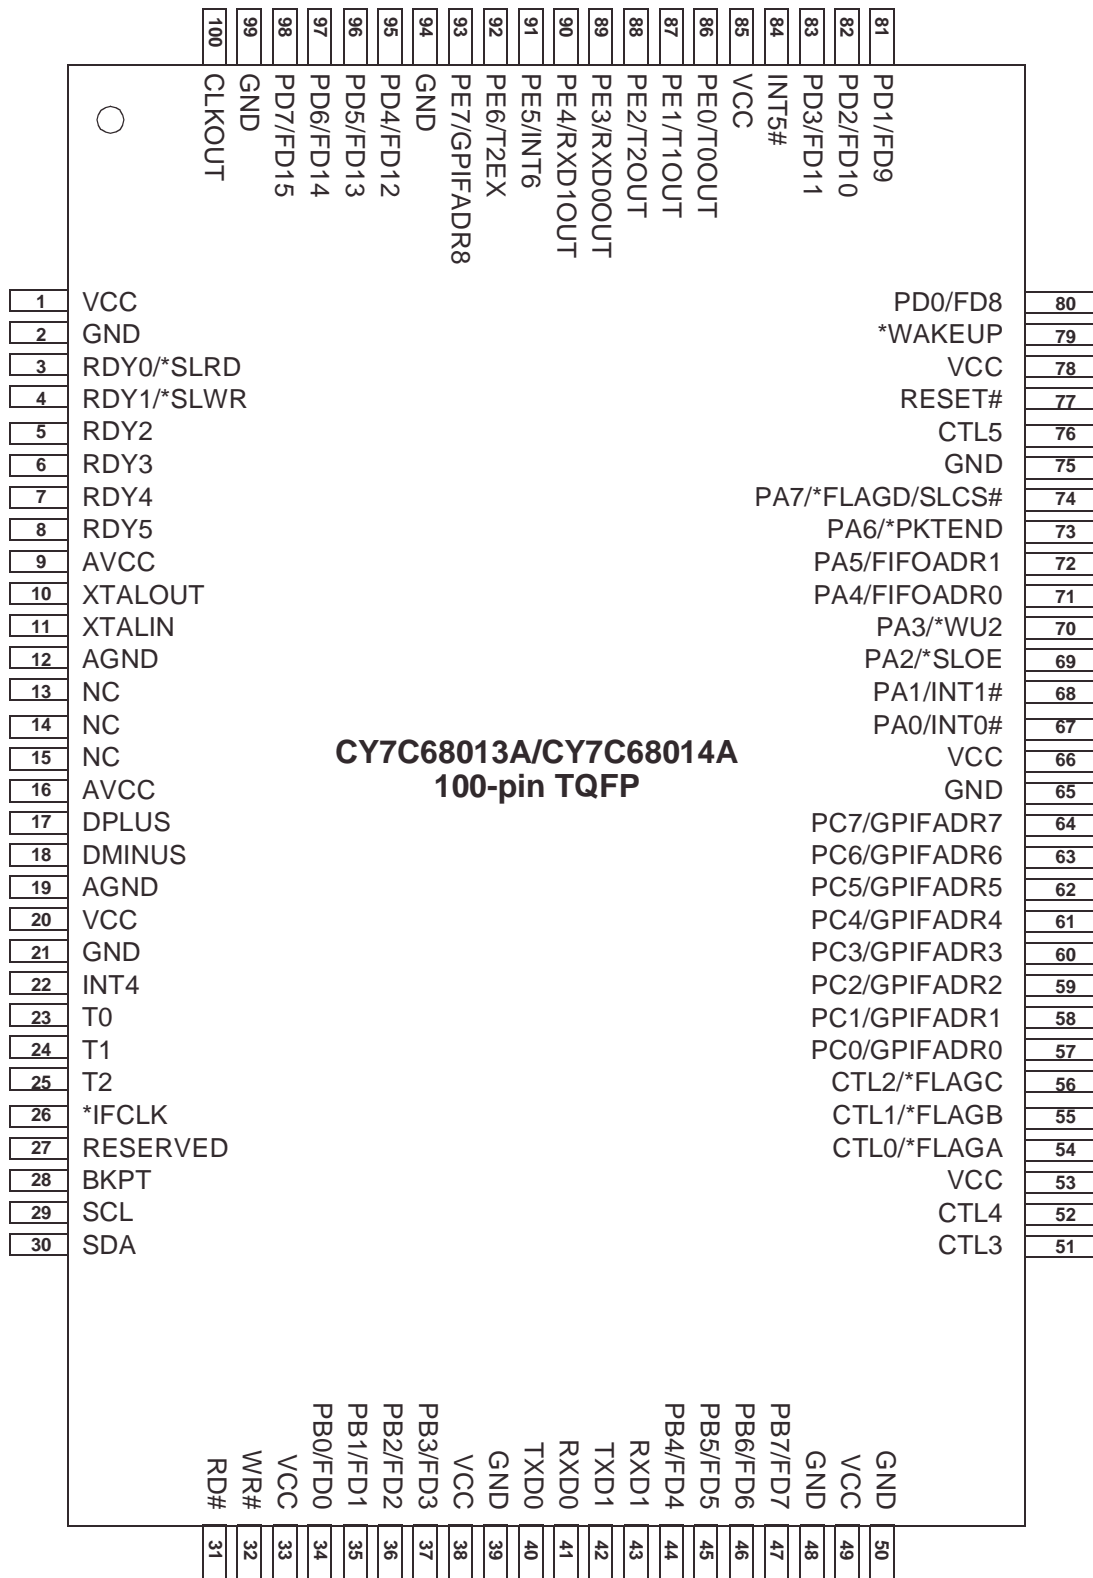 100 99 98 97 96 95 94 93 92 91 90 89 88 87 86 85 84 83 82 81
CLKOUT
GND
PD7/FD15
PD6/FD14
PD5/FD13
PD4/FD12
GND
PE7/GPIFADR8
PE6/T2EX
PE5/INT6
PE4/RXD1OUT
PE3/RXD0OUT
PE2/T2OUT
PE1/T1OUT
PE0/T0OUT
VCC
INT5#
PD3/FD11
PD2/FD10
PD1/FD9
1 VCC
2 GND
3 RDY0/*SLRD
4 RDY1/*SLWR
5 RDY2
6 RDY3
7 RDY4
8 RDY5
9 AVCC
10 XTALOUT
11 XTALIN
12 AGND
13 NC
14 NC
15 NC
16 AVCC
17 DPLUS
18 DMINUS
19 AGND
20 VCC
21 GND
22 INT4
23 T0
24 T1
25 T2
26 *IFCLK
27 RESERVED
28 BKPT
29 SCL
30 SDA
CY7C68013A/CY7C68014A
100-pin TQFP
PD0/FD8 80
*WAKEUP 79
VCC 78
RESET# 77
CTL5 76
GND 75
PA7/*FLAGD/SLCS# 74
PA6/*PKTEND 73
PA5/FIFOADR1 72
PA4/FIFOADR0 71
PA3/*WU2 70
PA2/*SLOE 69
PA1/INT1# 68
PA0/INT0# 67
VCC 66
GND 65
PC7/GPIFADR7 64
PC6/GPIFADR6 63
PC5/GPIFADR5 62
PC4/GPIFADR4 61
PC3/GPIFADR3 60
PC2/GPIFADR2 59
PC1/GPIFADR1 58
PC0/GPIFADR0 57
CTL2/*FLAGC 56
CTL1/*FLAGB 55
CTL0/*FLAGA 54
VCC 53
CTL4 52
CTL3 51
RD#
WR#
VCC
PB0/FD0
PB1/FD1
PB2/FD2
PB3/FD3
VCC
GND
TXD0
RXD0
TXD1
RXD1
PB4/FD4
PB5/FD5
PB6/FD6
PB7/FD7
GND
VCC
GND
31 32 33 34 35 36 37 38 39 40 41 42 43 44 45 46 47 48 49 50